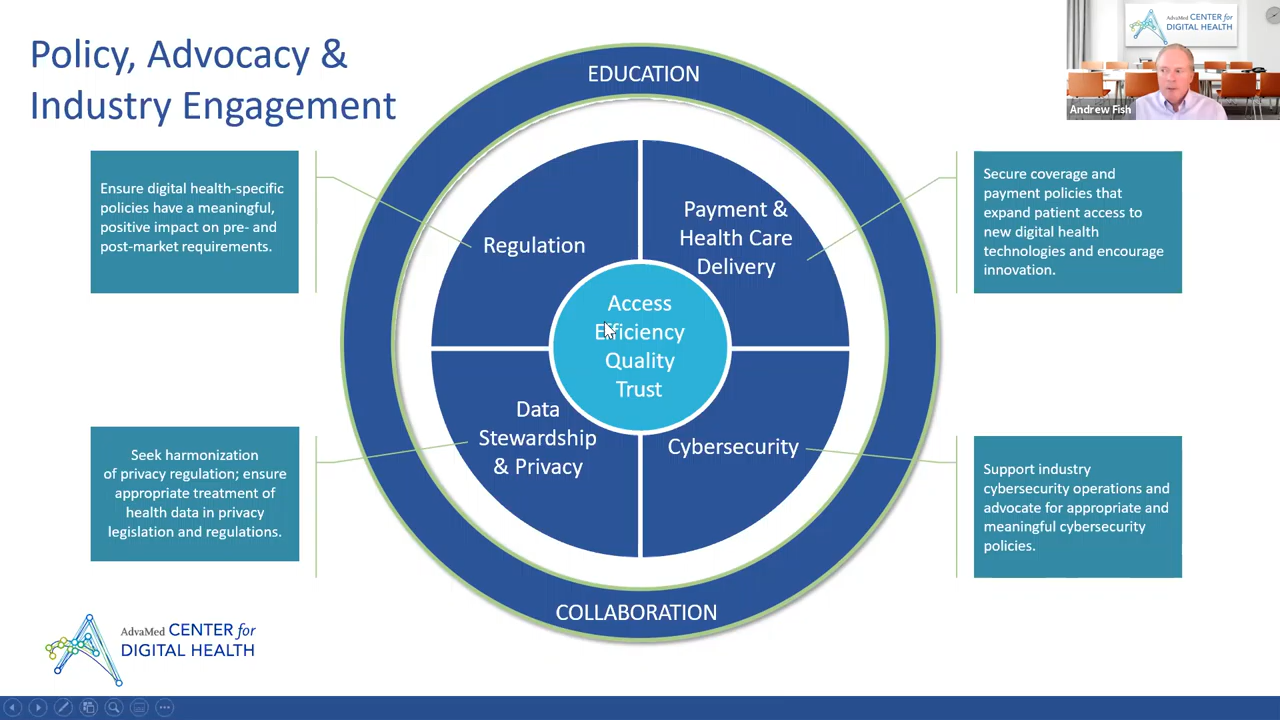 Policy, Advocacy &
Industry Engagement
AdvaMed CENTER for
DIGITAL HEALTH
Andrew Fish
EDUCATION
Ensure digital health-specific
policies have a meaningful,
positive impact on pre- and
post-market requirements.
Regulation
Payment &
Health Care
Delivery
Secure coverage and
payment policies that
expand patient access to
new digital health
technologies and encourage
innovation.
Access
Efficiency
Quality
Trust
Seek harmonization
of privacy regulation; ensure
appropriate treatment of
health data in privacy
legislation and regulations.
Data
Stewardship
& Privacy
Cybersecurity
Support industry
cybersecurity operations and
advocate for appropriate and
meaningful cybersecurity
policies.
COLLABORATION
AdvaMed CENTER for
DIGITAL HEALTH